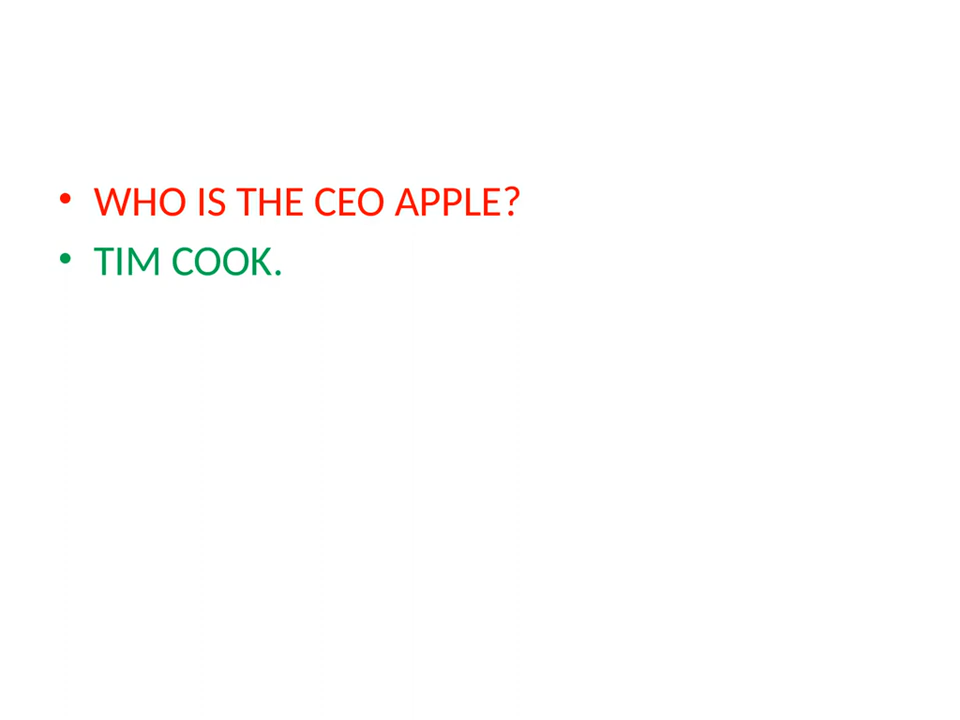 • WHO IS THE CEO APPLE?
• TIM COOK.